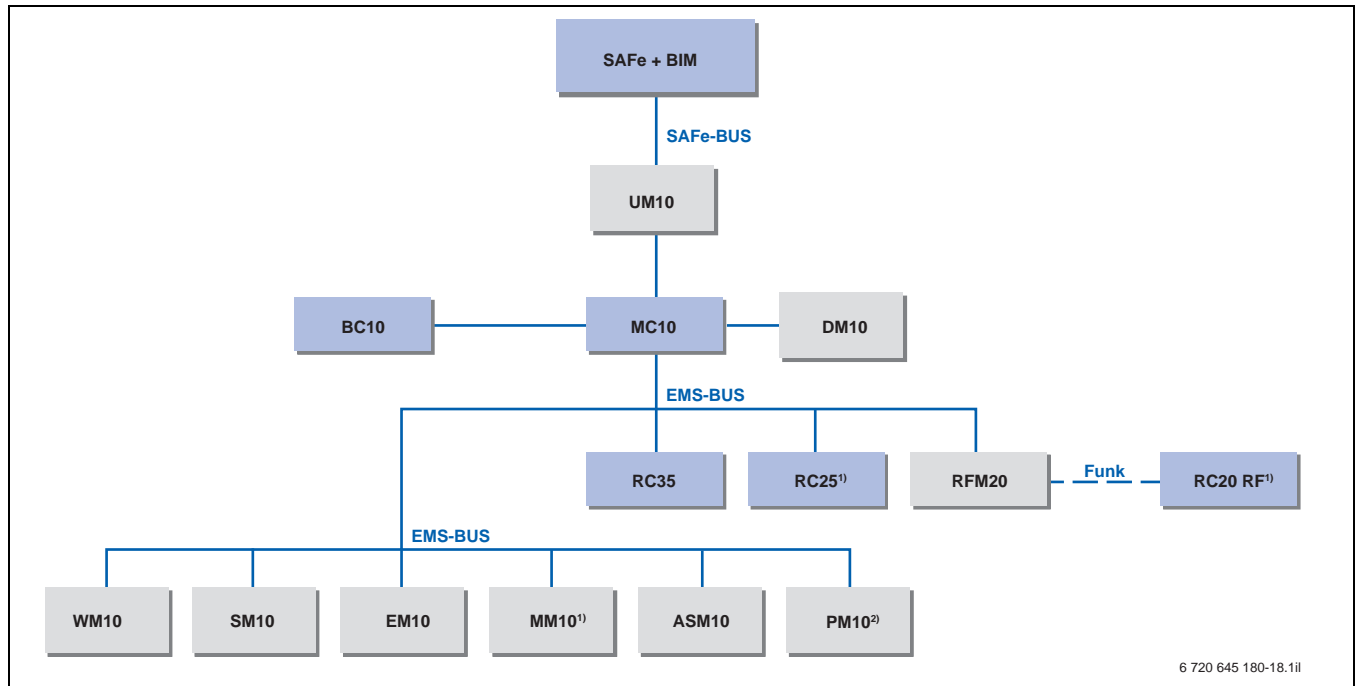 SAFe + BIM
SAFe-BUS
UM10
BC10
MC10
DM10
EMS-BUS
RC35
RC25¹⁾
RFM20
Funk
RC20 RF¹⁾
EMS-BUS
WM10
SM10
EM10
MM10¹⁾
ASM10
PM10²⁾
6 720 645 180-18.1il